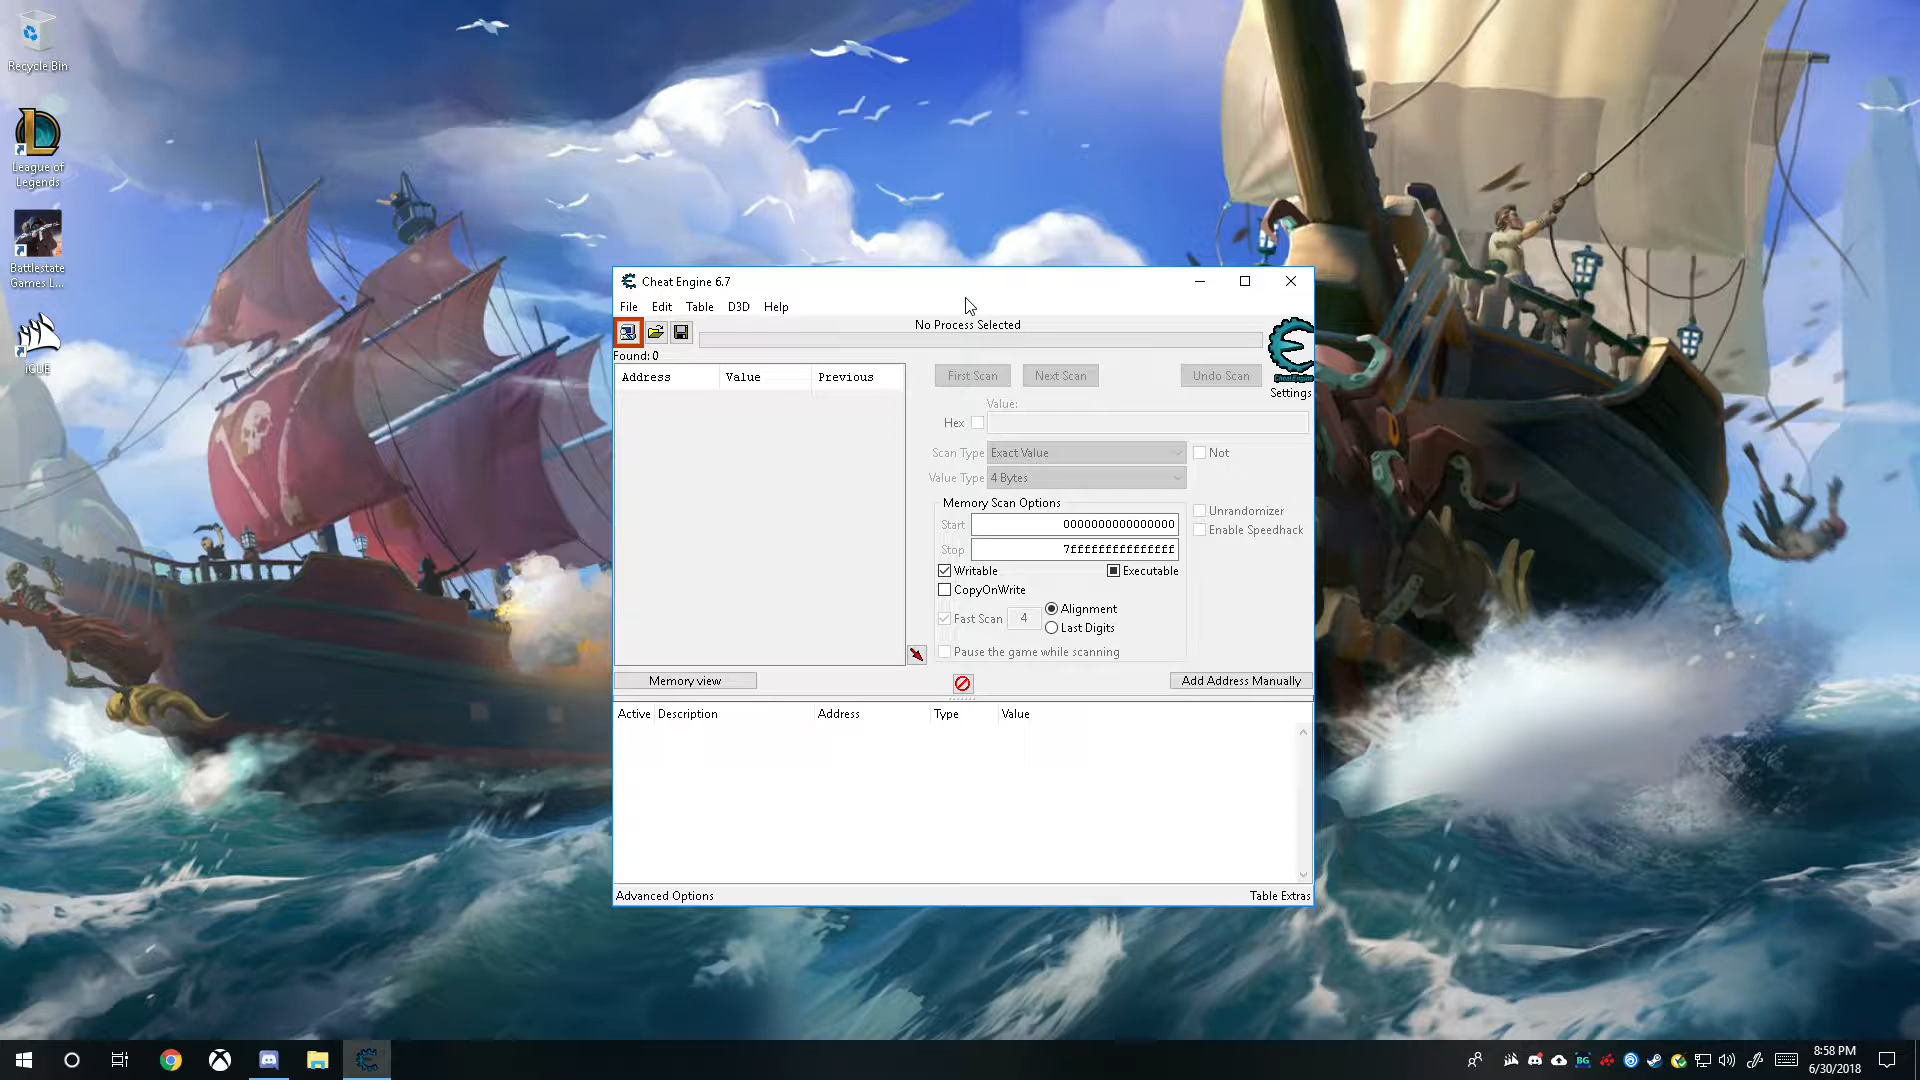 Recycle Bin
League of
Legends
Battlestate
Games L...
iCUE
Cheat Engine 6.7
File Edit Table D3D Help
No Process Selected
Found: 0
Address Value Previous
First Scan Next Scan Undo Scan
Settings
Value:
Hex
Scan Type Exact Value Not
Value Type 4 Bytes
Memory Scan Options
Start 0000000000000000
Unrandomizer
Stop 7fffffffffffffff
Enable Speedhack
Writable Executable
CopyOnWrite
Fast Scan 4 Alignment
Last Digits
Pause the game while scanning
Memory view Add Address Manually
Active Description Address Type Value
Advanced Options Table Extras
BG
8:58 PM
6/30/2018